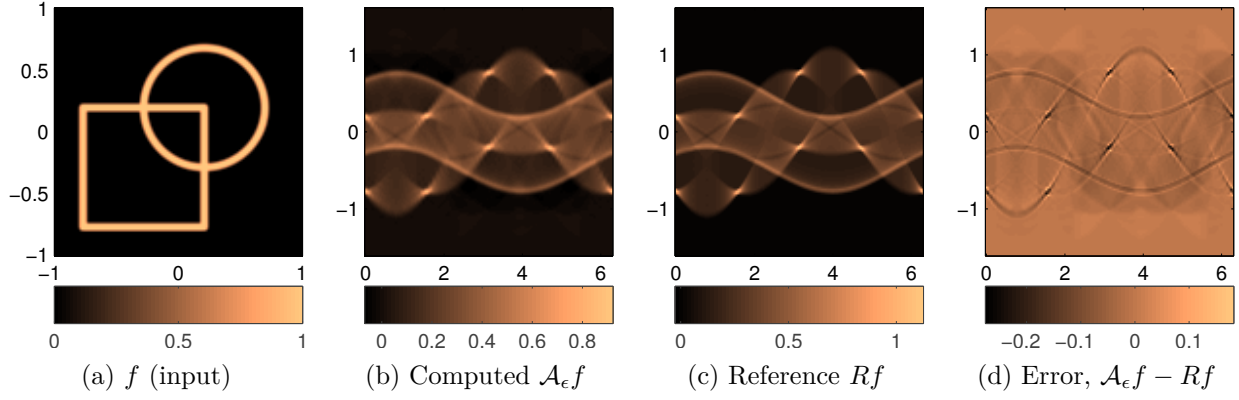 1
0.5
0
−0.5
−1
−1 0 1
0 0.5 1
(a) f (input)
1
0
−1
0 2 4 6
0 0.2 0.4 0.6 0.8
(b) Computed 𝒜ϵf
1
0
−1
0 2 4 6
0 0.5 1
(c) Reference Rf
1
0
−1
0 2 4 6
−0.2 −0.1 0 0.1
(d) Error, 𝒜ϵf − Rf